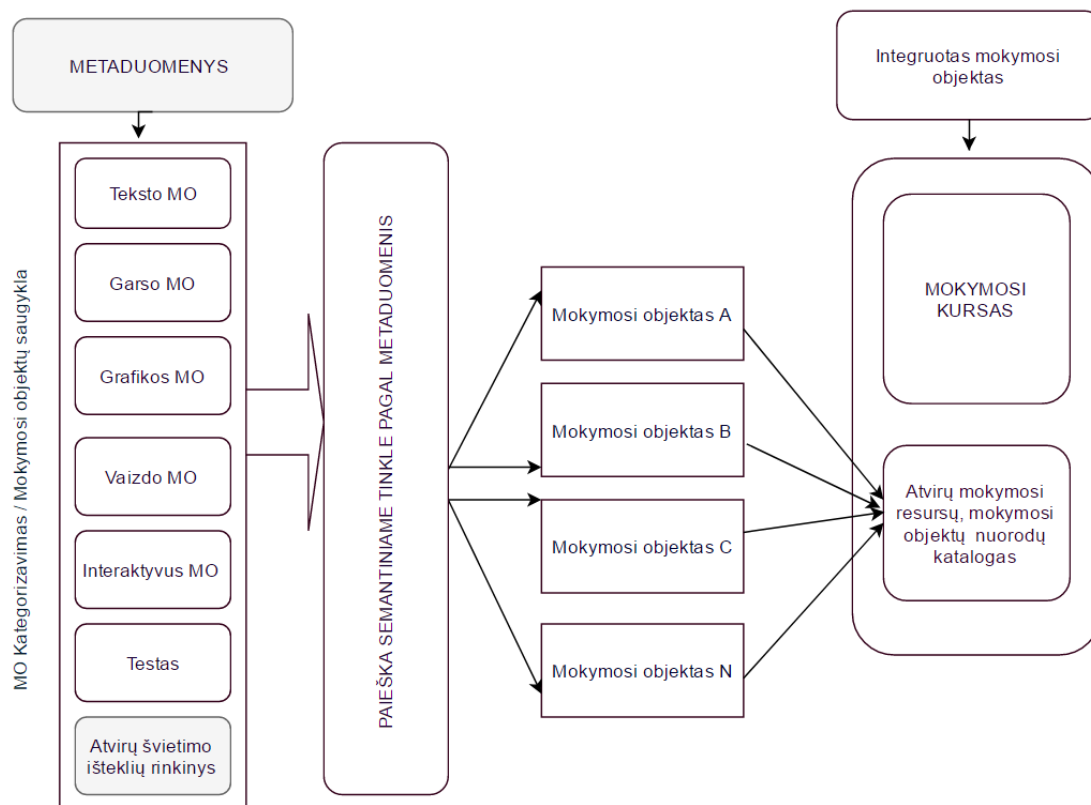 METADUOMENYS
MO Kategorizavimas / Mokymosi objektų saugykla
Teksto MO
Garso MO
Grafikos MO
Vaizdo MO
Interaktyvus MO
Testas
Atvirų švietimo
išteklių rinkinys
PAIEŠKA SEMANTINIAME TINKLE PAGAL METADUOMENIS
Mokymosi objektas A
Mokymosi objektas B
Mokymosi objektas C
Mokymosi objektas N
Integruotas mokymosi
objektas
MOKYMOSI
KURSAS
Atvirų mokymosi
resursų, mokymosi
objektų nuorodų
katalogas